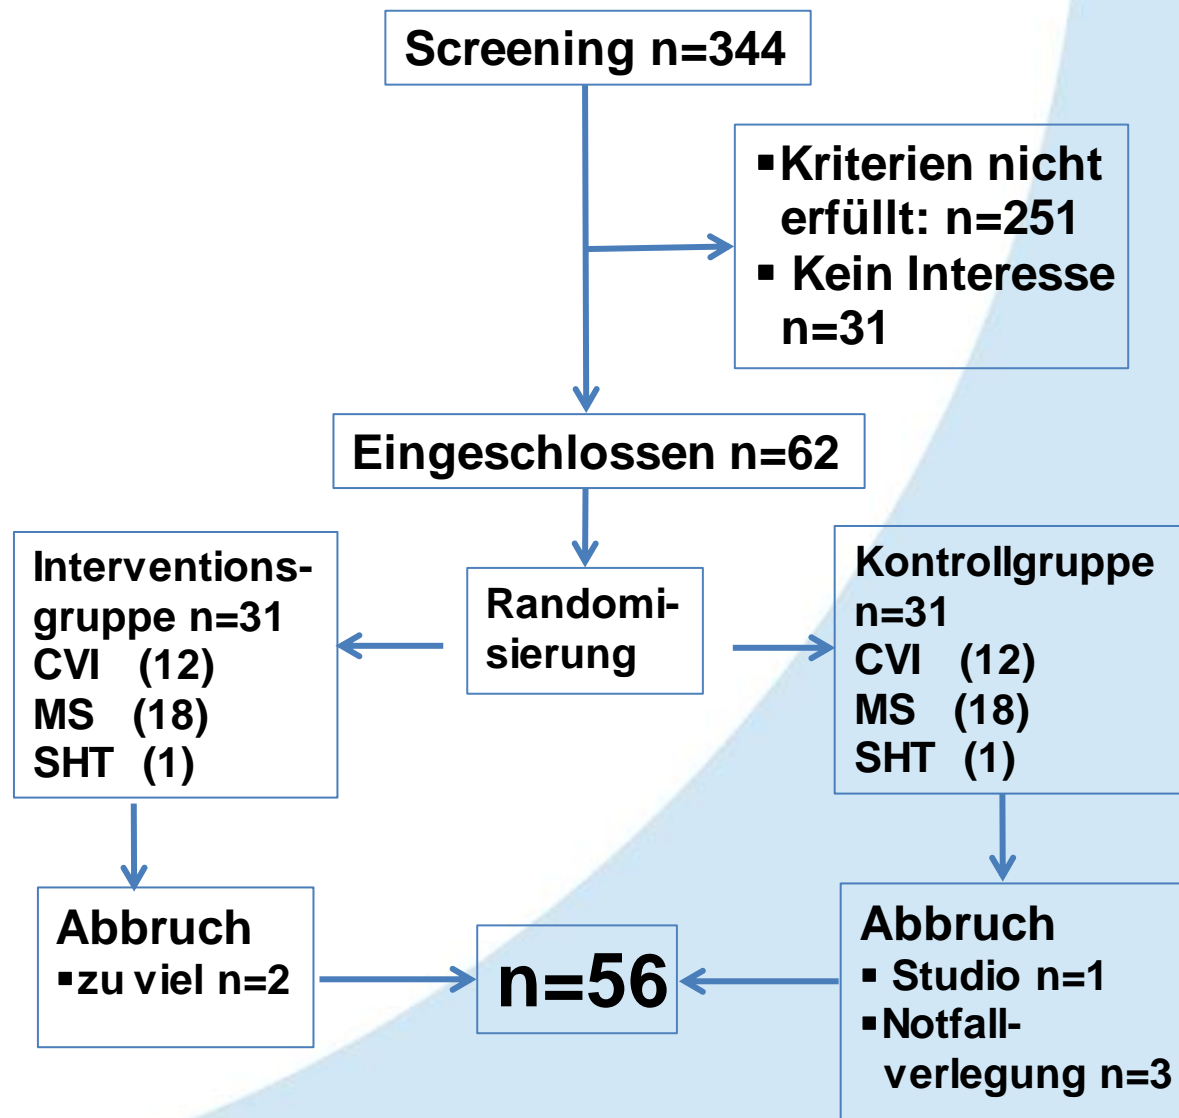 Screening n=344
▪Kriterien nicht
erfüllt: n=251
▪ Kein Interesse
n=31
Eingeschlossen n=62
Interventions-
gruppe n=31
CVI (12)
MS (18)
SHT (1)
Randomi-
sierung
Kontrollgruppe
n=31
CVI (12)
MS (18)
SHT (1)
Abbruch
▪zu viel n=2
n=56
Abbruch
▪ Studio n=1
▪Notfall-
verlegung n=3